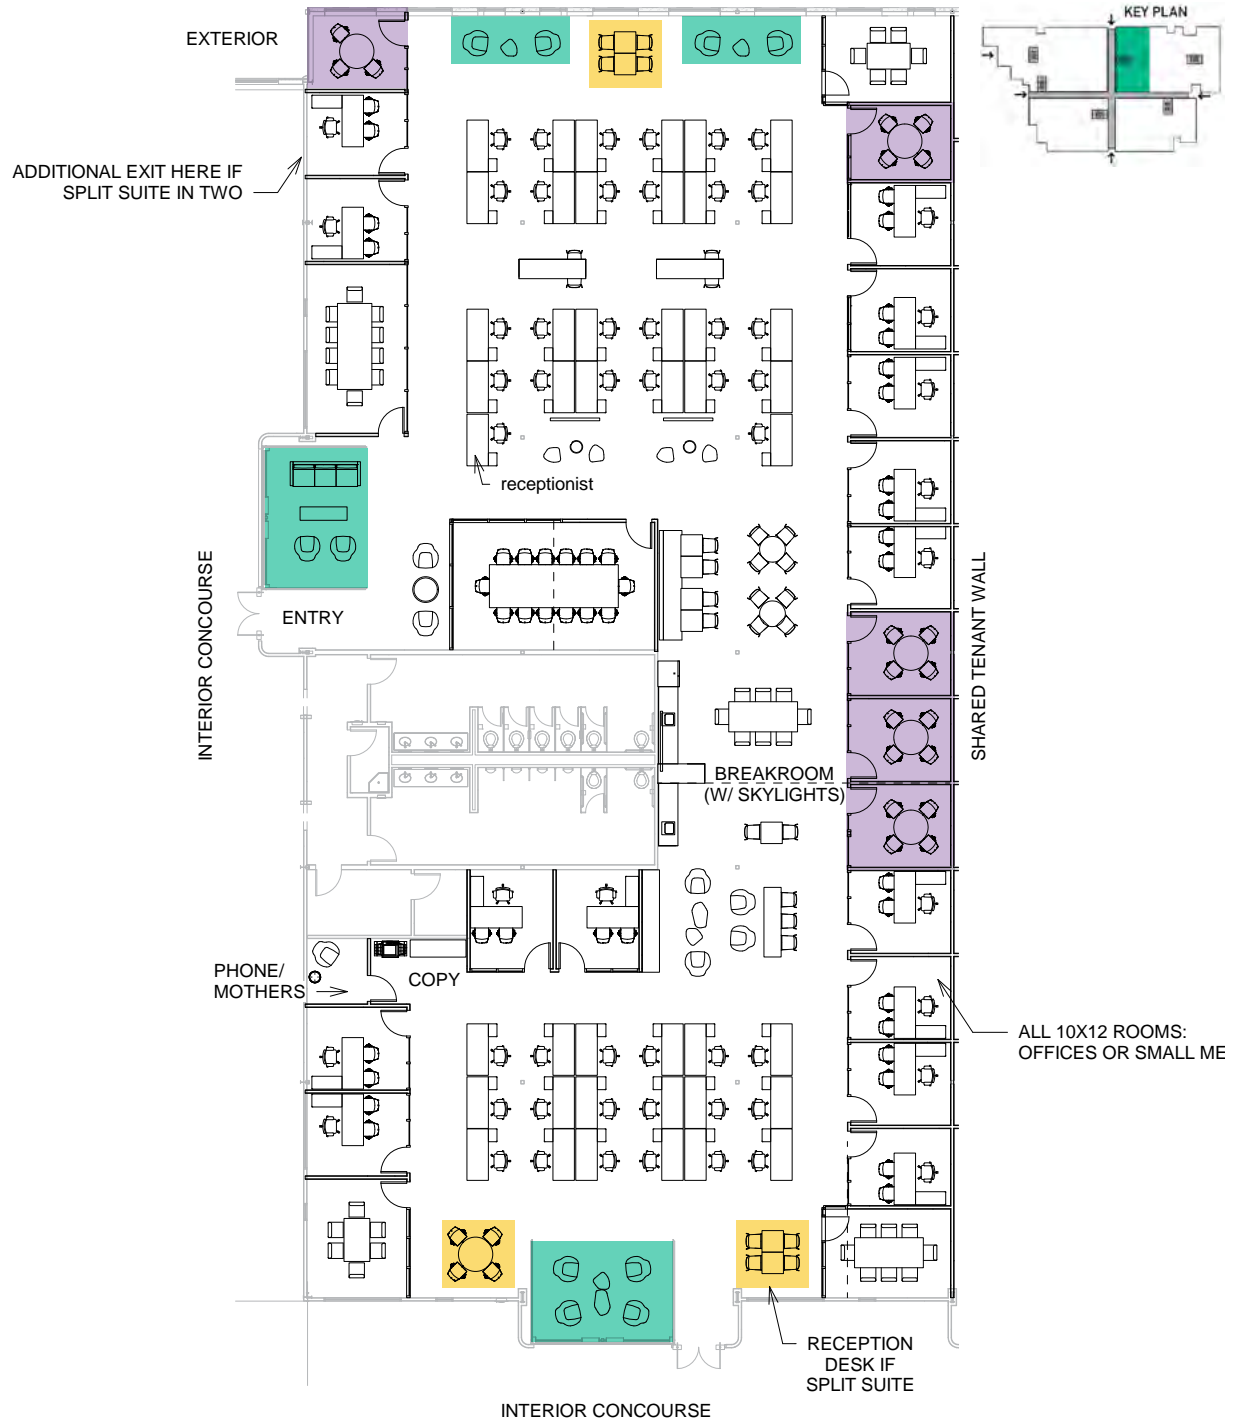 KEY PLAN
EXTERIOR
ADDITIONAL EXIT HERE IF
SPLIT SUITE IN TWO
receptionist
INTERIOR CONCOURSE
ENTRY
SHARED TENANT WALL
BREAKROOM
(W/ SKYLIGHTS)
PHONE/
MOTHERS
COPY
ALL 10X12 ROOMS:
OFFICES OR SMALL ME
RECEPTION
DESK IF
SPLIT SUITE
INTERIOR CONCOURSE